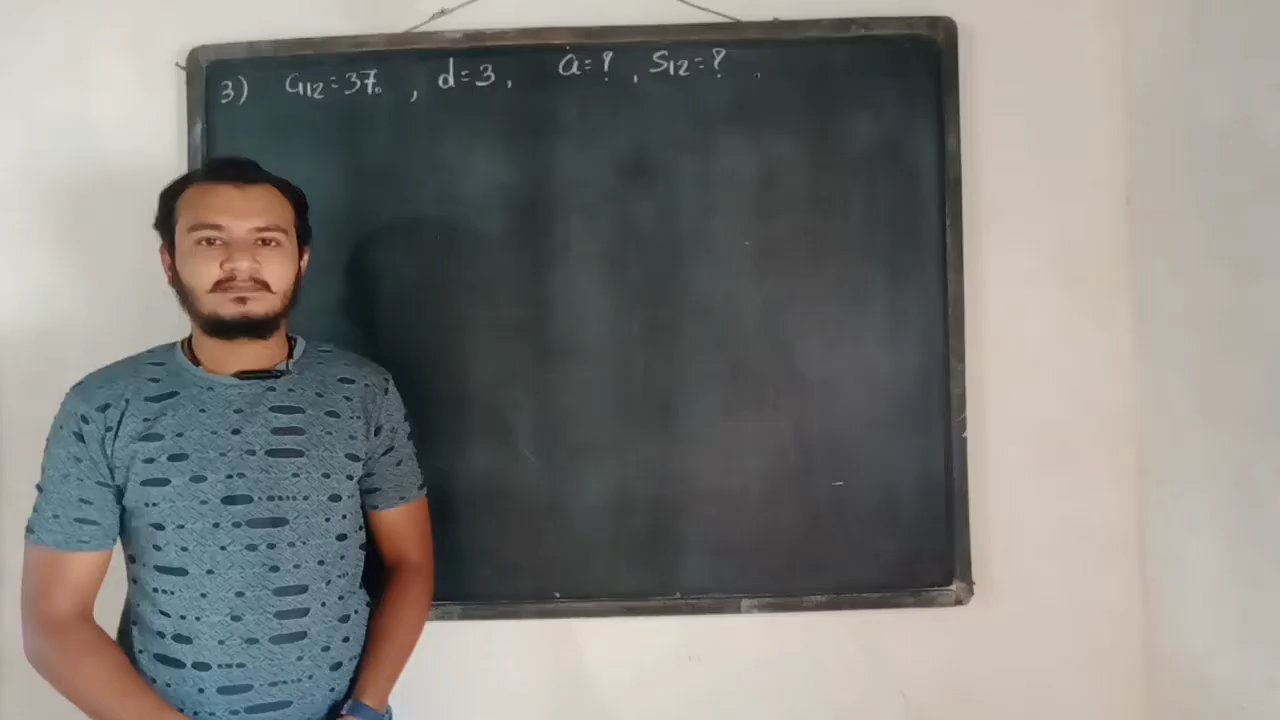 3) a12=37. , d=3, a=? , S12=? .